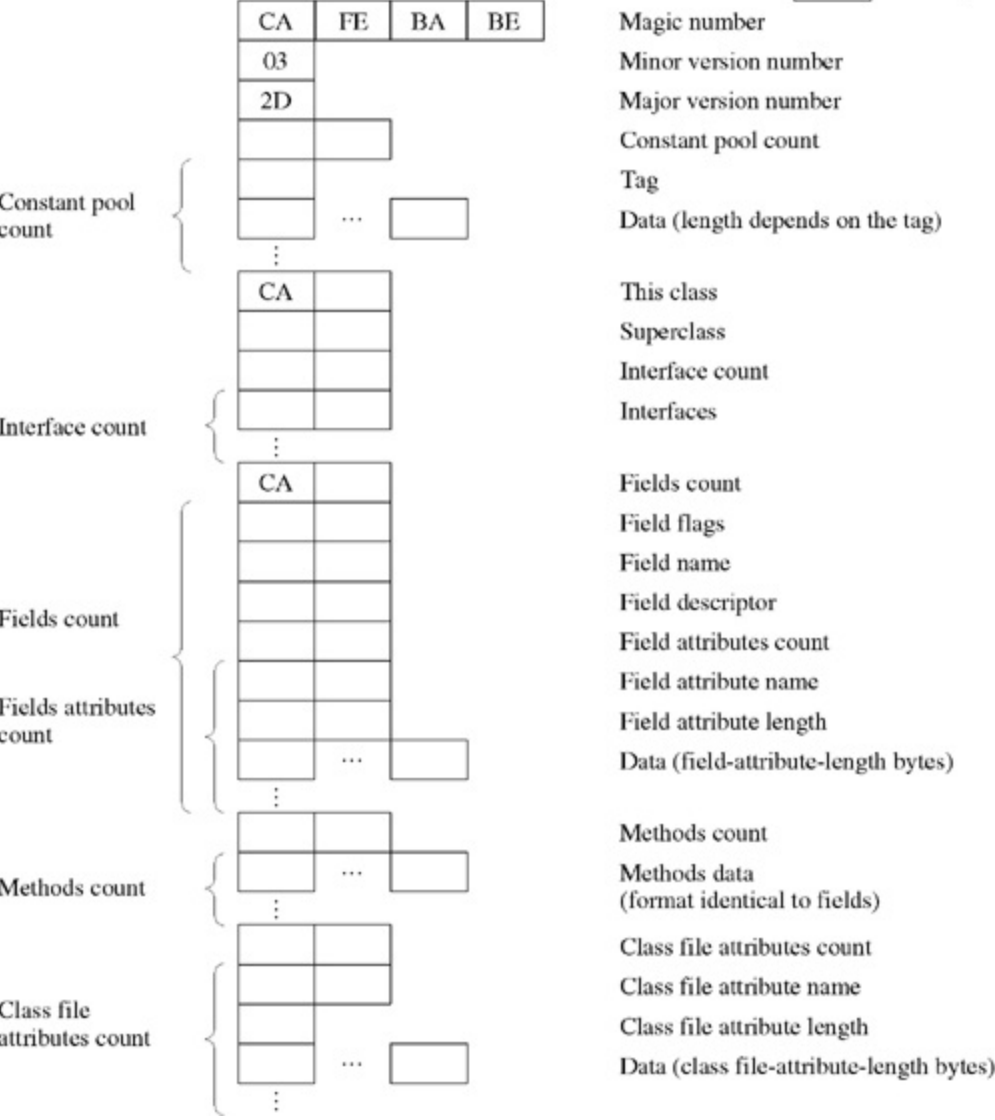 CA FE BA BE Magic number
03 Minor version number
2D Major version number
Constant pool count
Tag
Constant pool
count
... Data (length depends on the tag)
CA This class
Superclass
Interface count
Interfaces
Interface count
CA Fields count
Field flags
Field name
Field descriptor
Fields count
Field attributes count
Field attribute name
Fields attributes
count
Field attribute length
... Data (field-attribute-length bytes)
Methods count
Methods count
... Methods data
(format identical to fields)
Class file attributes count
Class file attribute name
Class file
attributes count
Class file attribute length
... Data (class file-attribute-length bytes)